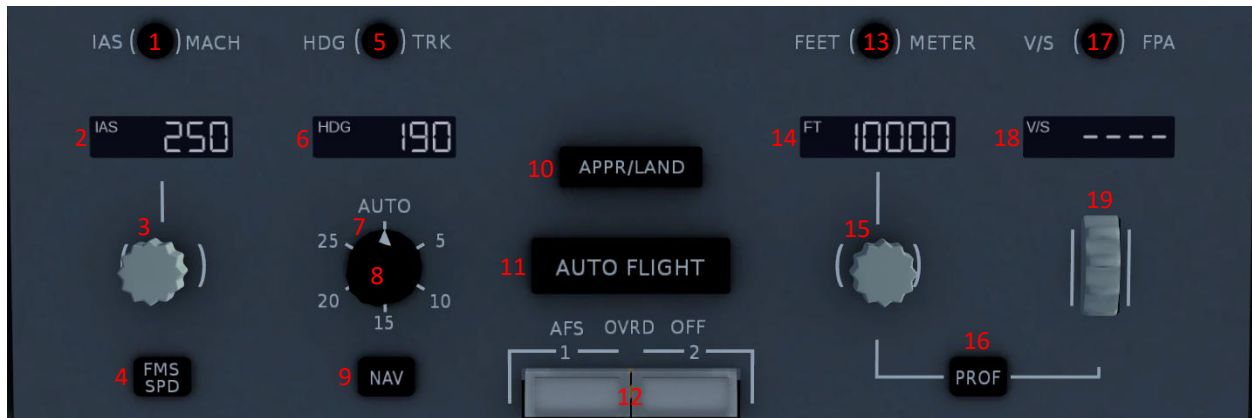 IAS ( 1 ) MACH
HDG ( 5 ) TRK
FEET ( 13 ) METER
V/S ( 17 ) FPA
2 IAS 250
6 HDG 190
14 FT 10000
18 V/S ----
10 APPR/LAND
3
7 AUTO
25 5
8
20 10
15
11 AUTO FLIGHT
15
19
AFS OVRD OFF
1 2
12
4 FMS
SPD
9 NAV
16
PROF